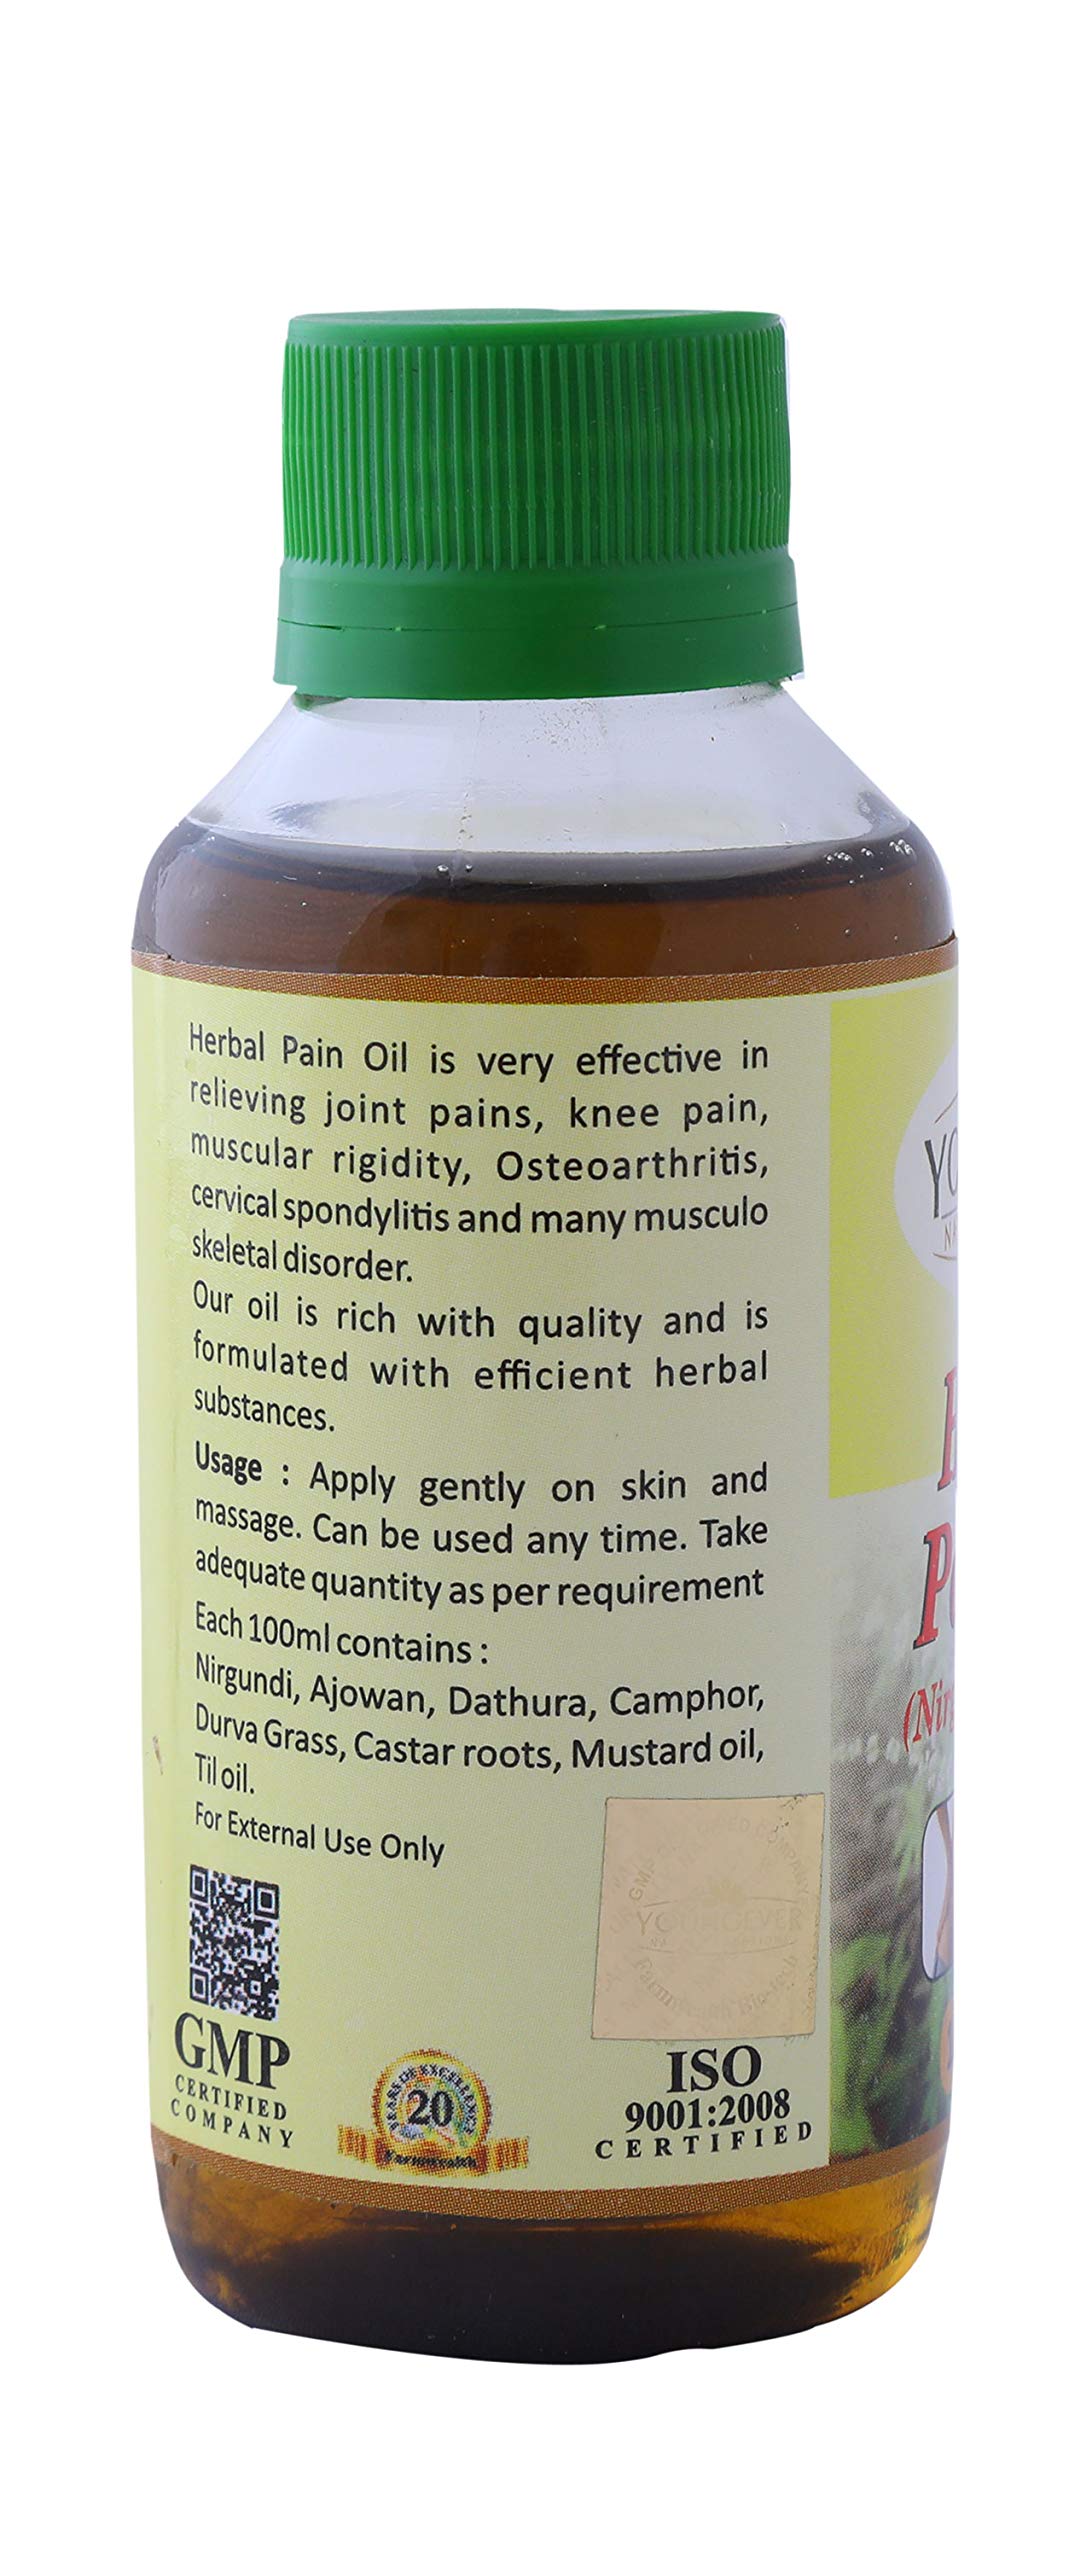 Herbal Pain Oil is very effective in
relieving joint pains, knee pain,
muscular rigidity, Osteoarthritis,
cervical spondylitis and many musculo
skeletal disorder.
Our oil is rich with quality and is
formulated with efficient herbal
substances.
Usage : Apply gently on skin and
massage. Can be used any time. Take
adequate quantity as per requirement
Each 100ml contains :
Nirgundi, Ajowan, Dathura, Camphor,
Durva Grass, Castar roots, Mustard oil,
Til oil.
For External Use Only
GMP
CERTIFIED
COMPANY
YEARS OF EXCELLENCE
20
ISO
9001:2008
CERTIFIED